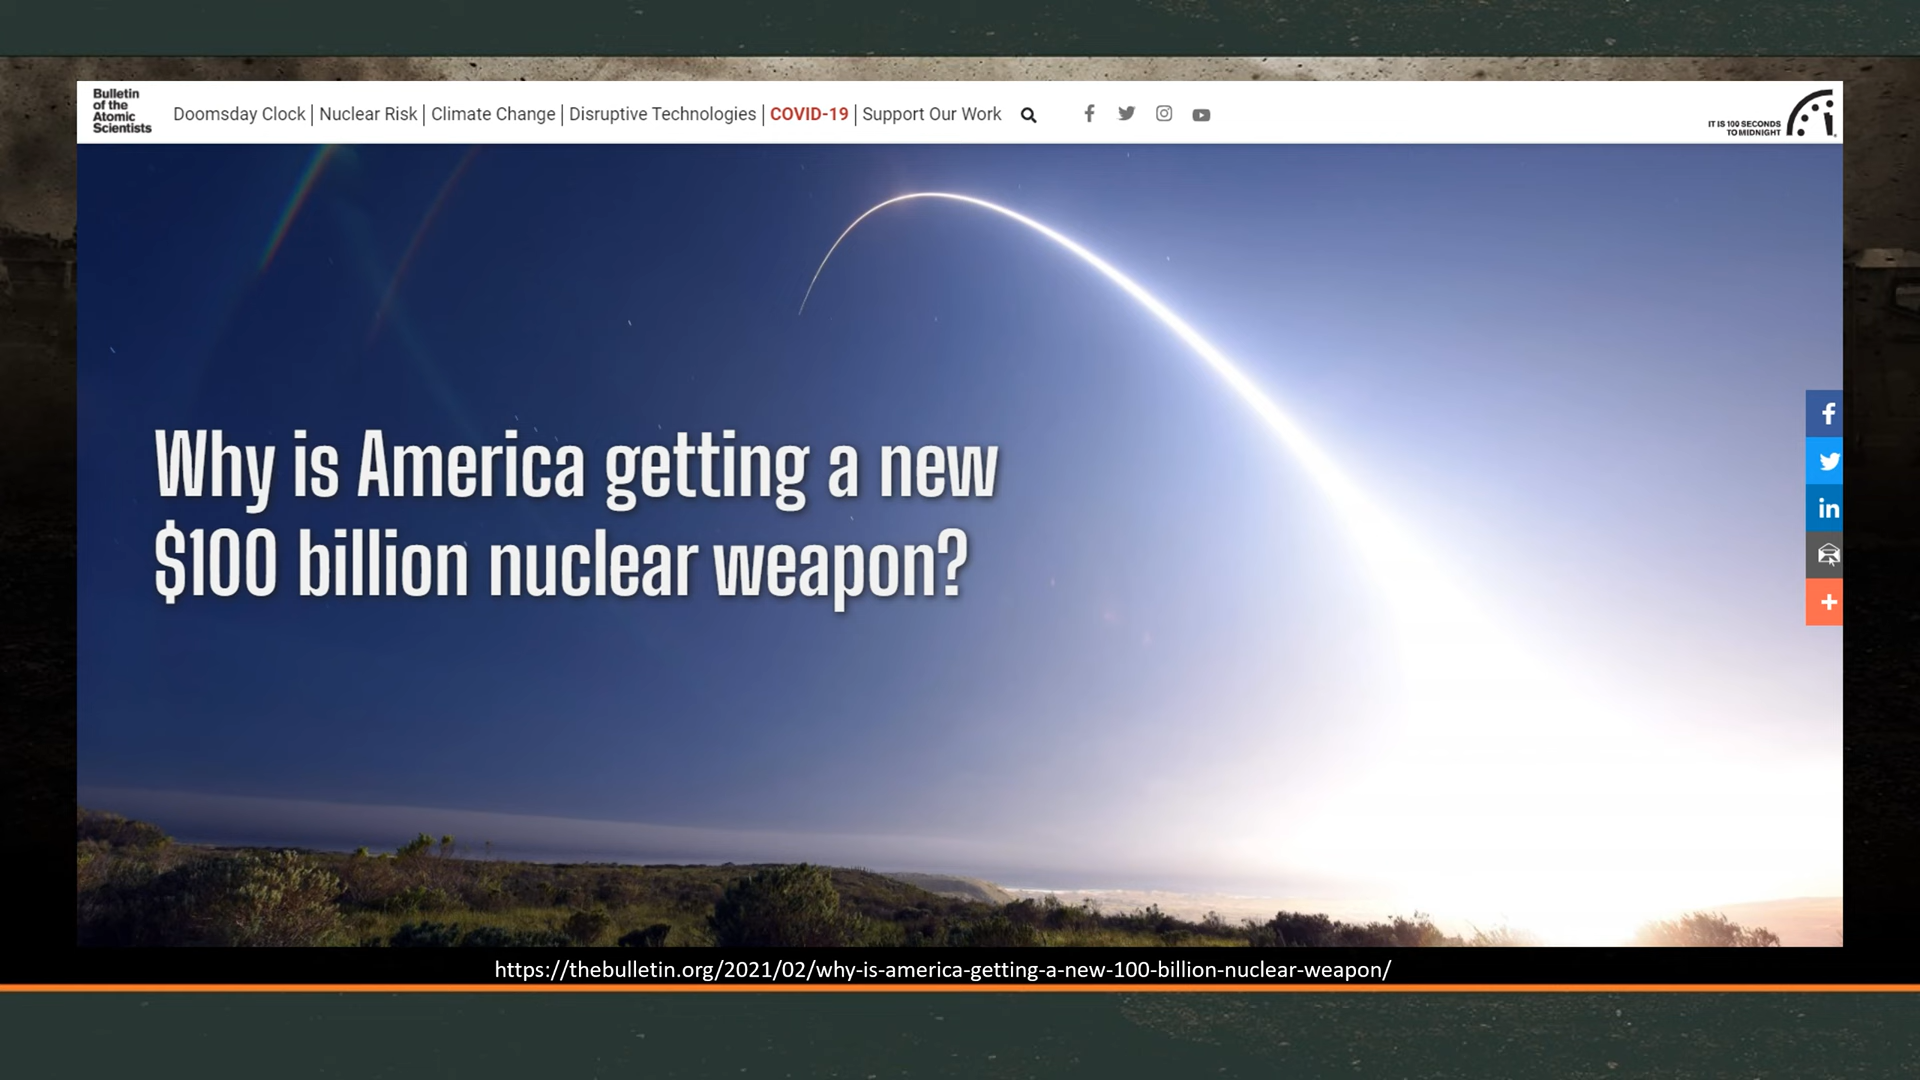 Bulletin
of the
Atomic
Scientists
Doomsday Clock | Nuclear Risk | Climate Change | Disruptive Technologies | COVID-19 | Support Our Work
IT IS 100 SECONDS
TO MIDNIGHT
Why is America getting a new
$100 billion nuclear weapon?
https://thebulletin.org/2021/02/why-is-america-getting-a-new-100-billion-nuclear-weapon/